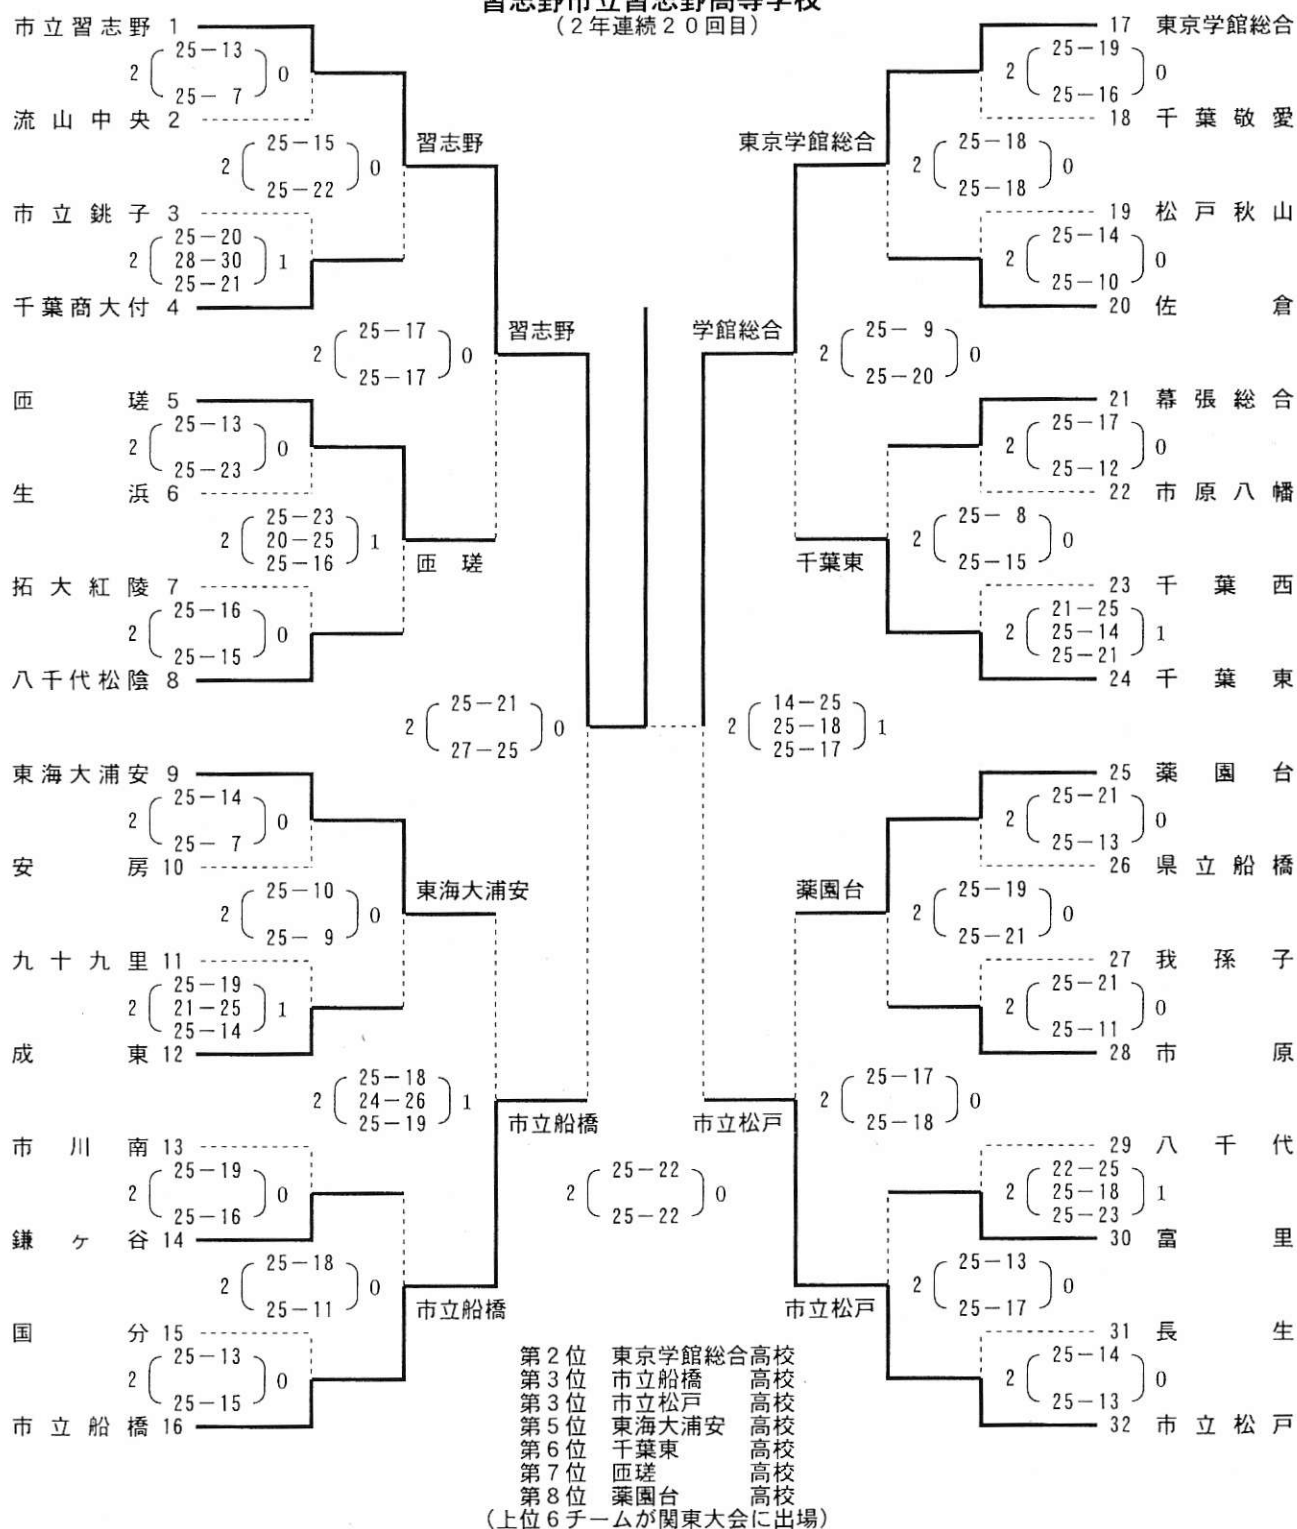 習志野市立習志野高等学校
(2年連続20回目)
市立習志野 1
25-13
2 0
25- 7
流山中央 2
25-15
2 0
25-22
習志野
市立銚子 3
25-20
2 28-30 1
25-21
千葉商大付 4
25-17
2 0
25-17
習志野
匝瑳 5
25-13
2 0
25-23
生浜 6
25-23
2 20-25 1
25-16
匝瑳
拓大紅陵 7
25-16
2 0
25-15
八千代松陰 8
25-21
2 0
27-25
東海大浦安 9
25-14
2 0
25- 7
安房 10
25-10
2 0
25- 9
東海大浦安
九十九里 11
25-19
2 21-25 1
25-14
成東 12
25-18
2 24-26 1
25-19
市立船橋
市川南 13
25-19
2 0
25-16
鎌ヶ谷 14
25-18
2 0
25-11
市立船橋
国分 15
25-13
2 0
25-15
市立船橋 16
25-22
2 0
25-22
17 東京学館総合
25-19
2 0
25-16
18 千葉敬愛
東京学館総合
25-18
2 0
25-18
19 松戸秋山
25-14
2 0
25-10
20 佐倉
学館総合
25- 9
2 0
25-20
21 幕張総合
25-17
2 0
25-12
22 市原八幡
25- 8
2 0
25-15
千葉東
23 千葉西
21-25
2 25-14 1
25-21
24 千葉東
14-25
2 25-18 1
25-17
25 薬園台
25-21
2 0
25-13
26 県立船橋
薬園台
25-19
2 0
25-21
27 我孫子
25-21
2 0
25-11
28 市原
25-17
2 0
25-18
市立松戸
29 八千代
22-25
2 25-18 1
25-23
30 富里
25-13
2 0
25-17
市立松戸
31 長生
25-14
2 0
25-13
32 市立松戸
第2位 東京学館総合高校
第3位 市立船橋 高校
第3位 市立松戸 高校
第5位 東海大浦安 高校
第6位 千葉東 高校
第7位 匝瑳 高校
第8位 薬園台 高校
(上位6チームが関東大会に出場)